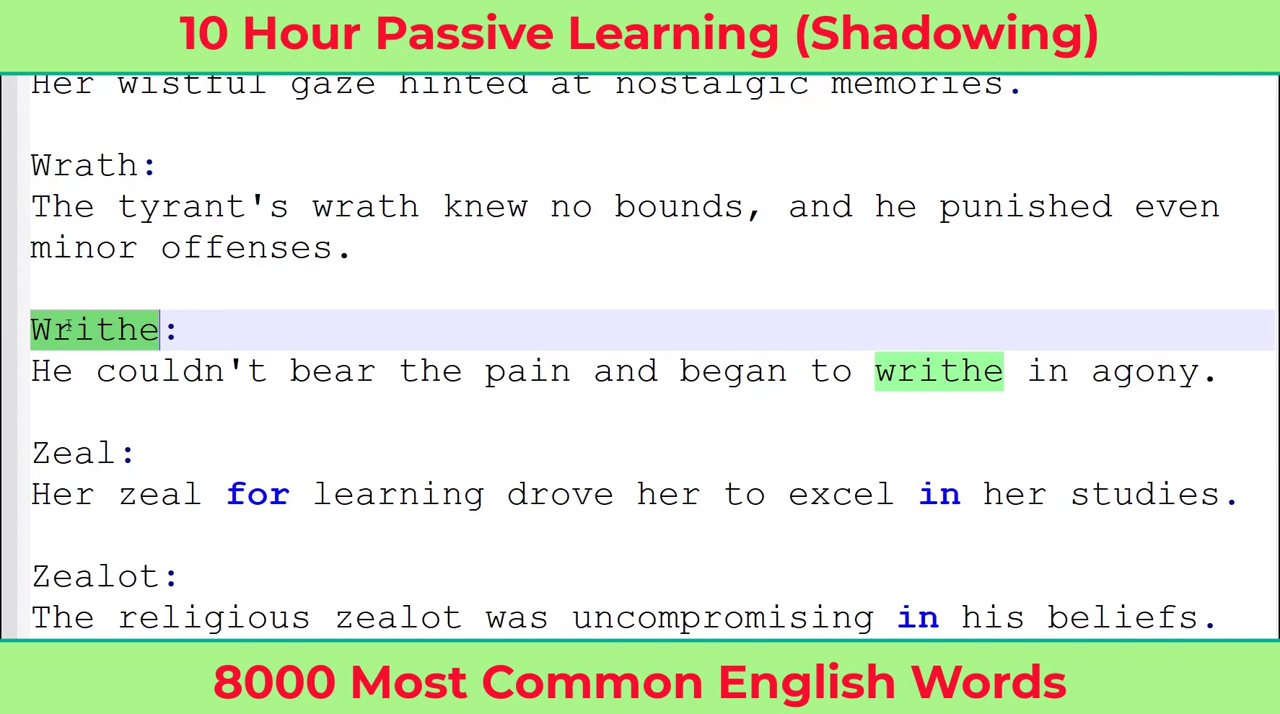 10 Hour Passive Learning (Shadowing)
Her wistful gaze hinted at nostalgic memories.
Wrath:
The tyrant's wrath knew no bounds, and he punished even
minor offenses.
Writhe:
He couldn't bear the pain and began to writhe in agony.
Zeal:
Her zeal for learning drove her to excel in her studies.
Zealot:
The religious zealot was uncompromising in his beliefs.
8000 Most Common English Words